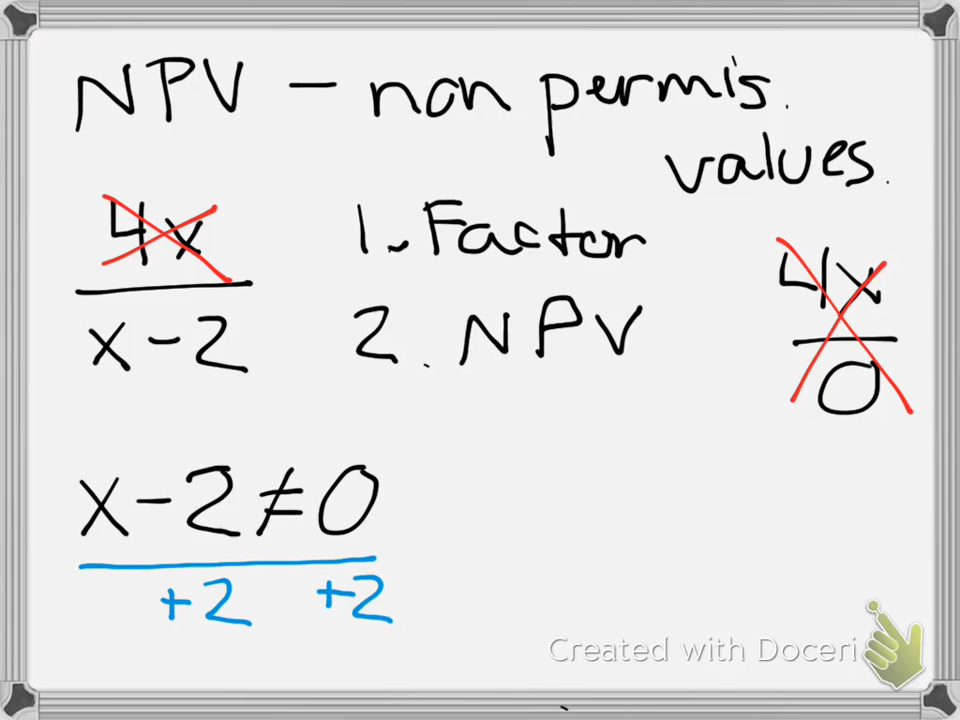 NPV – non permis.
values.
4x
x-2
1. Factor
2. NPV
4x
0
x-2≠0
+2 +2
Created with Doceri